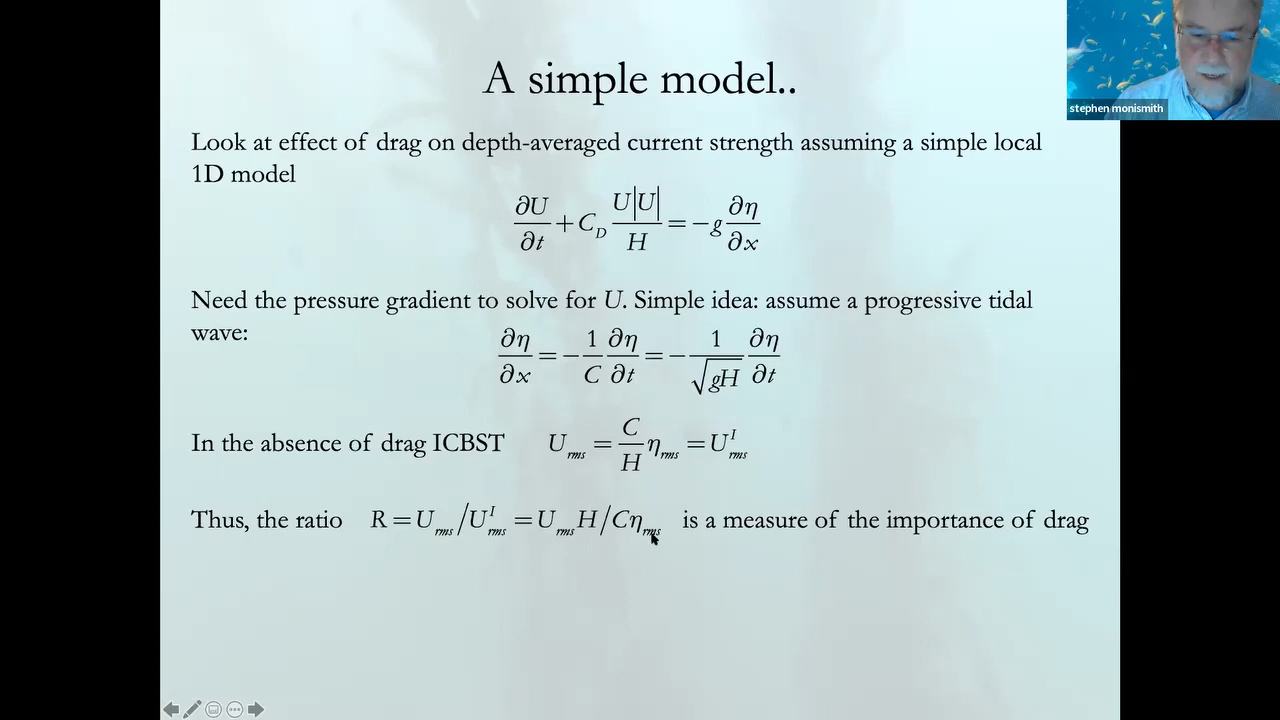 A simple model..
stephen monismith
Look at effect of drag on depth-averaged current strength assuming a simple local
1D model
∂U/∂t + C_D U|U|/H = −g ∂η/∂x
Need the pressure gradient to solve for U. Simple idea: assume a progressive tidal
wave:
∂η/∂x = −1/C ∂η/∂t = −1/√(gH) ∂η/∂t
In the absence of drag ICBST U_rms = C/H η_rms = U^I_rms
Thus, the ratio R = U_rms/U^I_rms = U_rms H/Cη_rms is a measure of the importance of drag